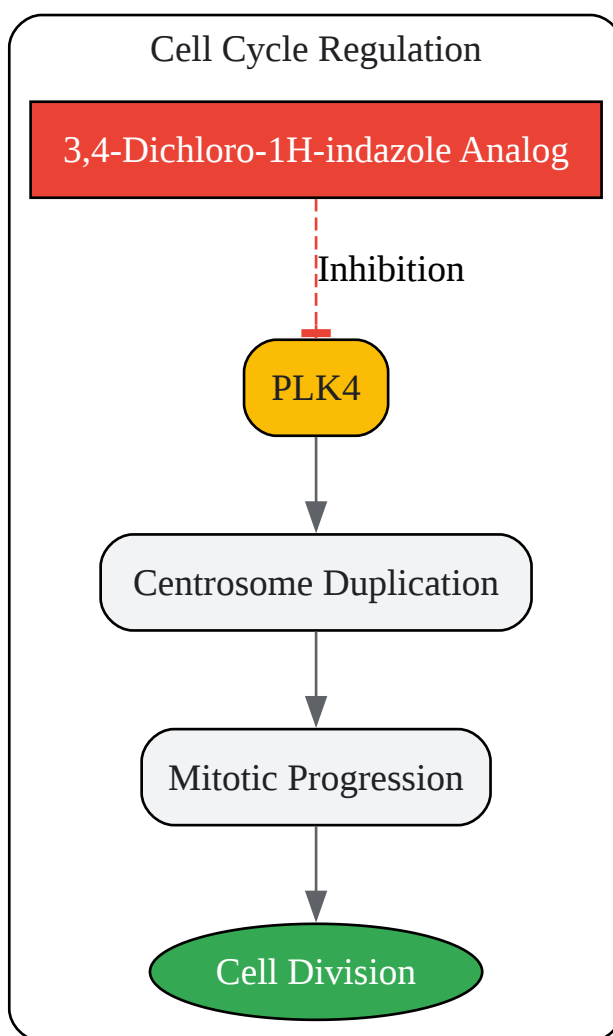 Cell Cycle Regulation
3,4-Dichloro-1H-indazole Analog
Inhibition
PLK4
Centrosome Duplication
Mitotic Progression
Cell Division